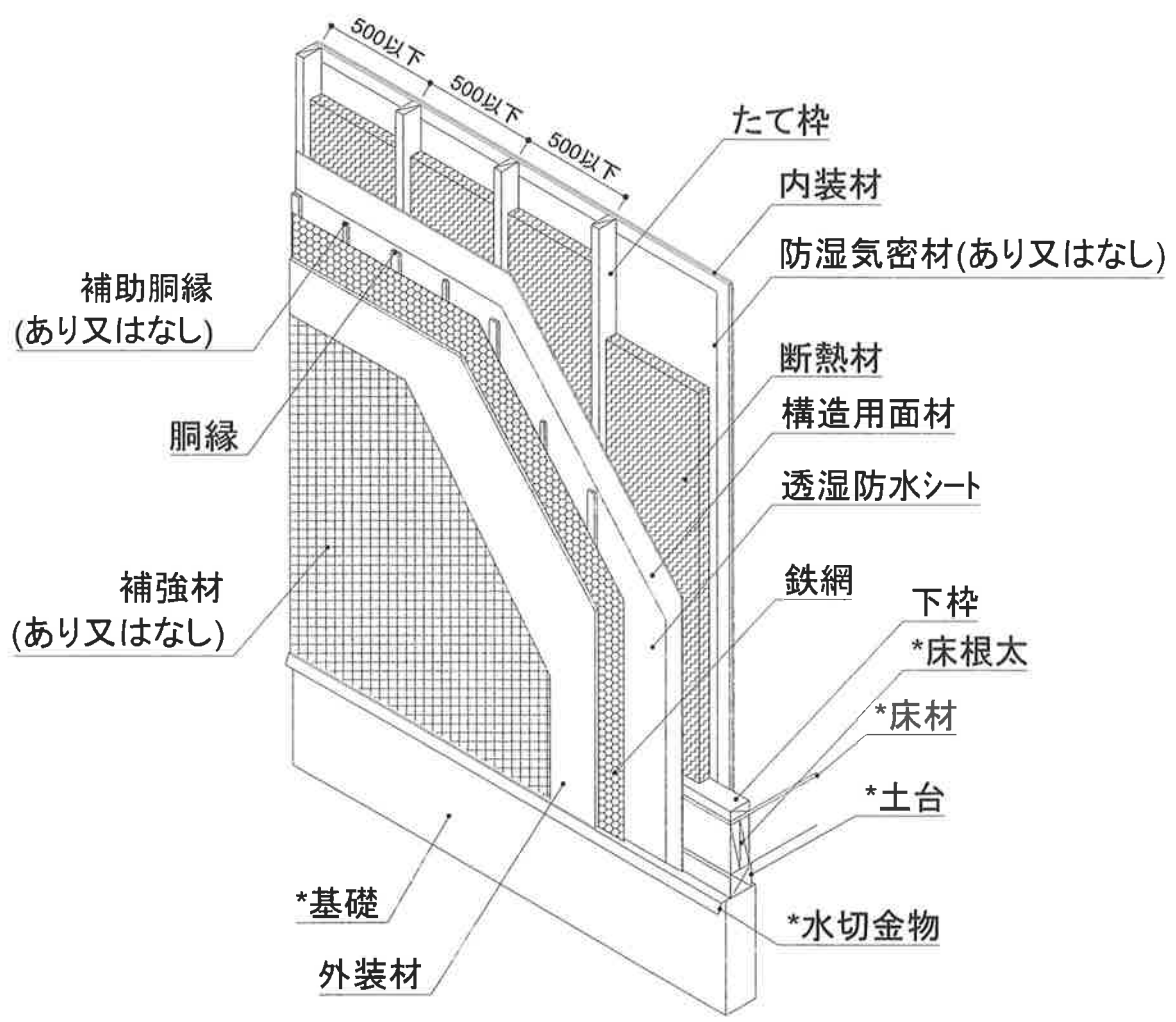 500以下
500以下
500以下
たて枠
内装材
防湿気密材(あり又はなし)
補助胴縁
(あり又はなし)
断熱材
構造用面材
胴縁
透湿防水シート
鉄網
補強材
(あり又はなし)
下枠
*床根太
*床材
*土台
*基礎
*水切金物
外装材